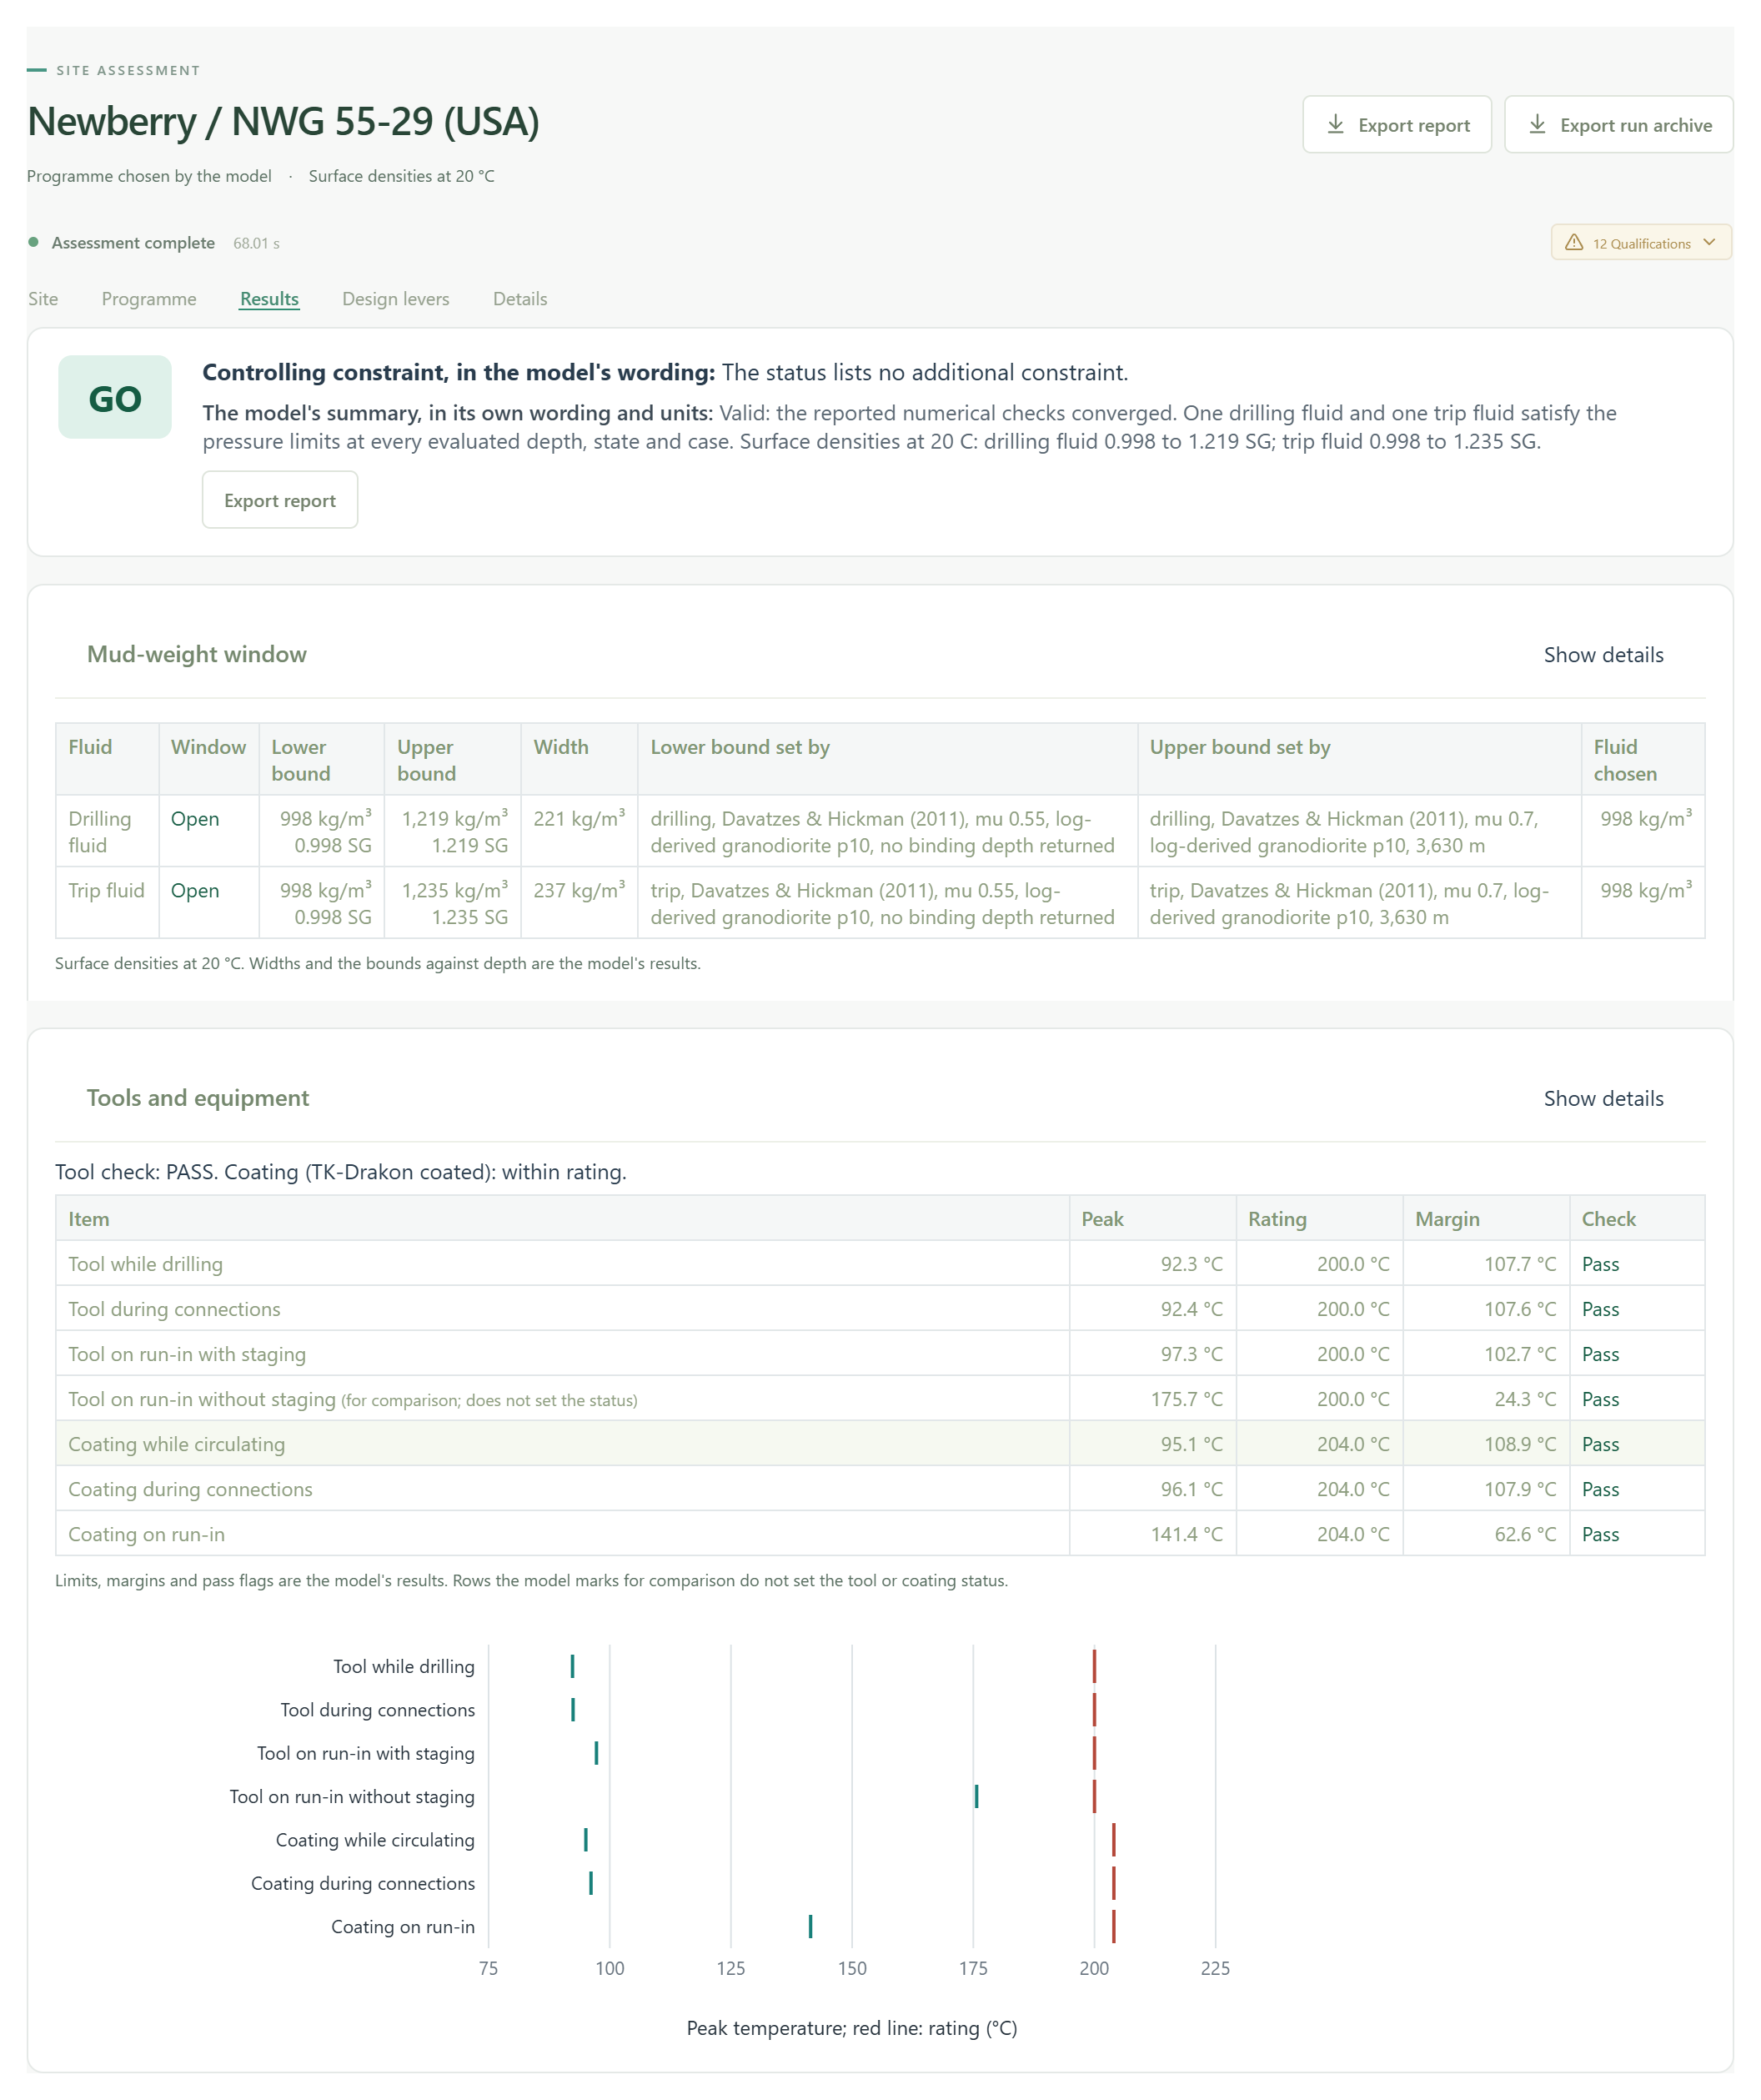 SITE ASSESSMENT
Newberry / NWG 55-29 (USA)
Export report
Export run archive
Programme chosen by the model · Surface densities at 20 °C
Assessment complete 68.01 s
12 Qualifications
Site Programme Results Design levers Details
GO
Controlling constraint, in the model's wording: The status lists no additional constraint.
The model's summary, in its own wording and units: Valid: the reported numerical checks converged. One drilling fluid and one trip fluid satisfy the
pressure limits at every evaluated depth, state and case. Surface densities at 20 C: drilling fluid 0.998 to 1.219 SG; trip fluid 0.998 to 1.235 SG.
Export report
Mud-weight window
Show details
Fluid Window Lower bound Upper bound Width Lower bound set by Upper bound set by Fluid chosen
Drilling fluid Open 998 kg/m³ 0.998 SG 1,219 kg/m³ 1.219 SG 221 kg/m³ drilling, Davatzes & Hickman (2011), mu 0.55, log-derived granodiorite p10, no binding depth returned drilling, Davatzes & Hickman (2011), mu 0.7, log-derived granodiorite p10, 3,630 m 998 kg/m³
Trip fluid Open 998 kg/m³ 0.998 SG 1,235 kg/m³ 1.235 SG 237 kg/m³ trip, Davatzes & Hickman (2011), mu 0.55, log-derived granodiorite p10, no binding depth returned trip, Davatzes & Hickman (2011), mu 0.7, log-derived granodiorite p10, 3,630 m 998 kg/m³
Surface densities at 20 °C. Widths and the bounds against depth are the model's results.
Tools and equipment
Show details
Tool check: PASS. Coating (TK-Drakon coated): within rating.
Item Peak Rating Margin Check
Tool while drilling 92.3 °C 200.0 °C 107.7 °C Pass
Tool during connections 92.4 °C 200.0 °C 107.6 °C Pass
Tool on run-in with staging 97.3 °C 200.0 °C 102.7 °C Pass
Tool on run-in without staging (for comparison; does not set the status) 175.7 °C 200.0 °C 24.3 °C Pass
Coating while circulating 95.1 °C 204.0 °C 108.9 °C Pass
Coating during connections 96.1 °C 204.0 °C 107.9 °C Pass
Coating on run-in 141.4 °C 204.0 °C 62.6 °C Pass
Limits, margins and pass flags are the model's results. Rows the model marks for comparison do not set the tool or coating status.
Tool while drilling
Tool during connections
Tool on run-in with staging
Tool on run-in without staging
Coating while circulating
Coating during connections
Coating on run-in
75 100 125 150 175 200 225
Peak temperature; red line: rating (°C)